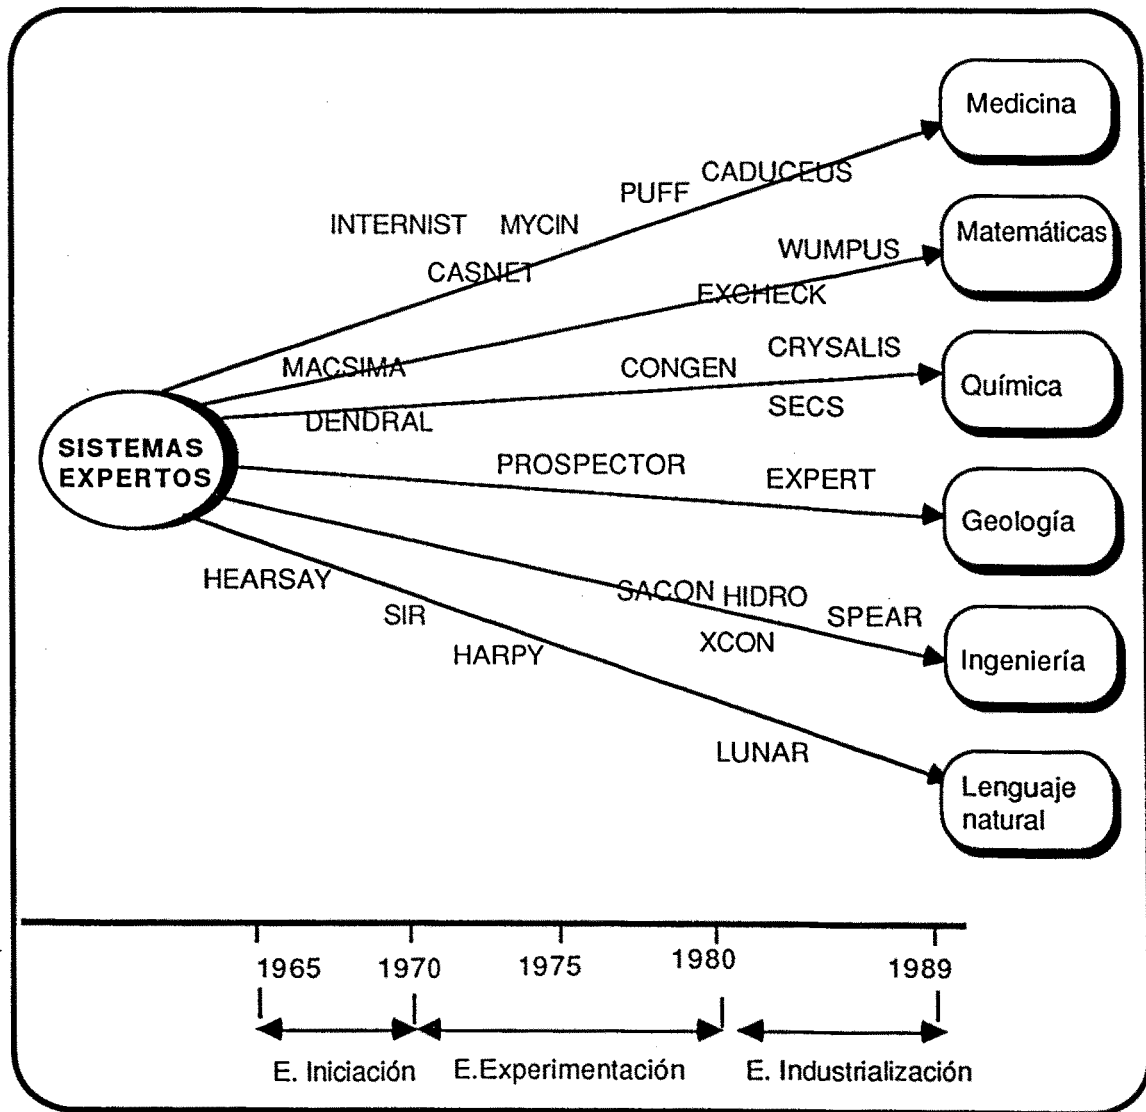 Medicina
CADUCEUS
PUFF
INTERNIST MYCIN
Matemáticas
WUMPUS
CASNET
EXCHECK
CRYSALIS
MACSIMA
CONGEN
Química
SECS
DENDRAL
SISTEMAS
EXPERTOS
PROSPECTOR
EXPERT
Geología
HEARSAY
SACON HIDRO
SPEAR
SIR
XCON
HARPY
Ingeniería
LUNAR
Lenguaje
natural
1965 1970 1975 1980 1989
E. Iniciación E.Experimentación E. Industrialización